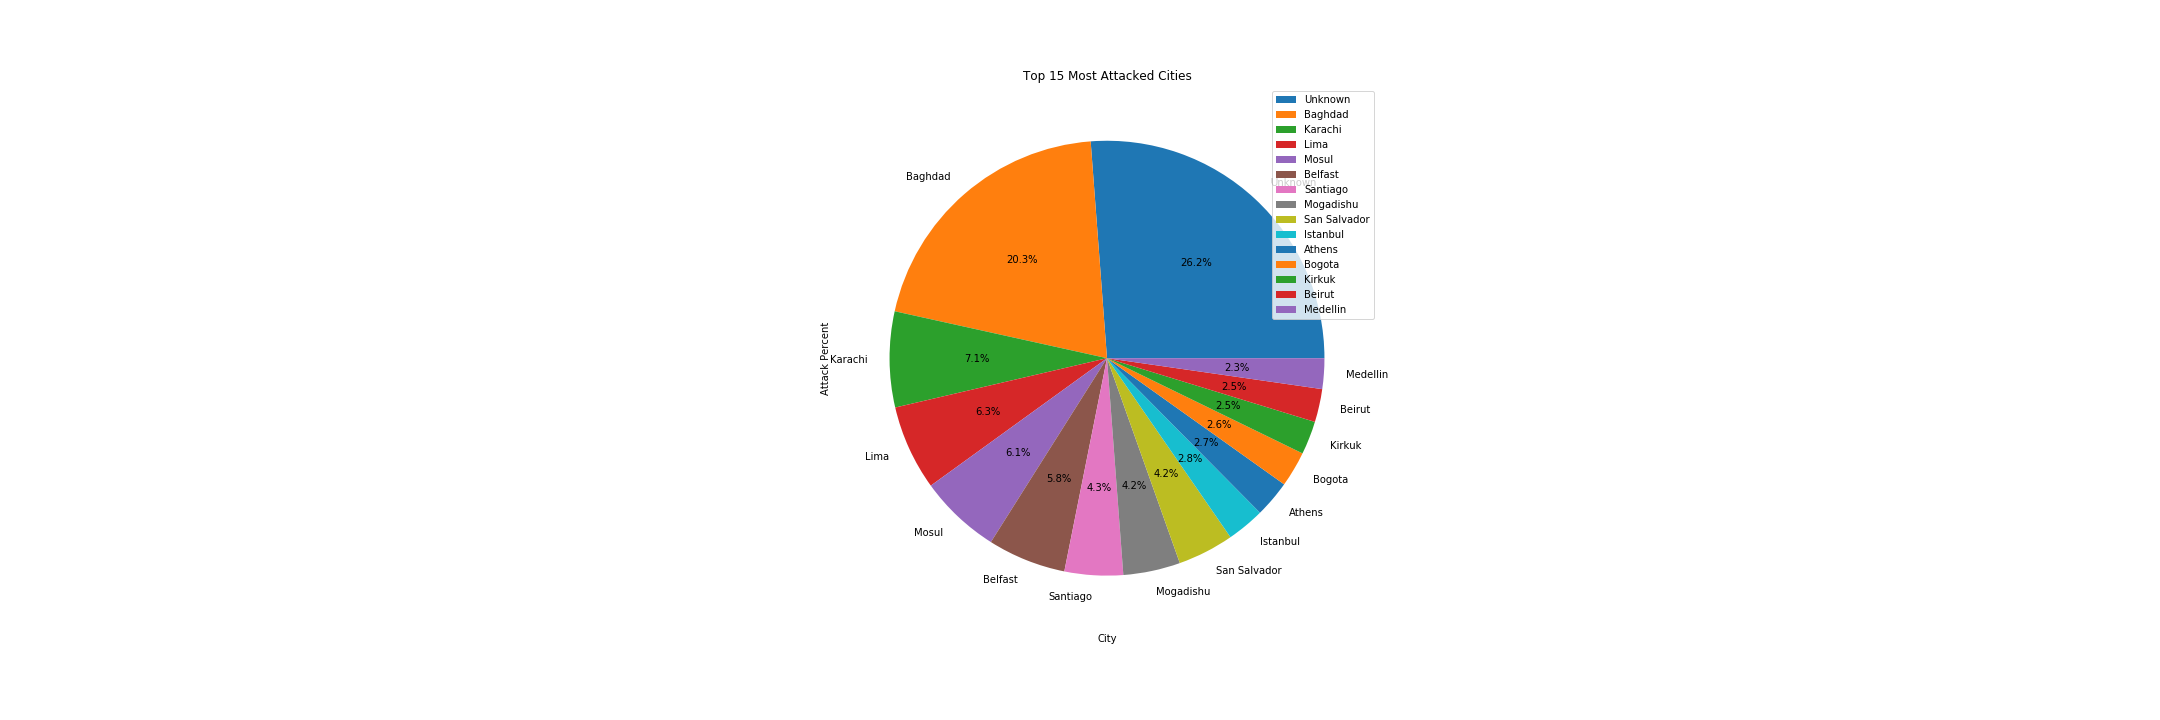 Top 15 Most Attacked Cities
Unknown
Baghdad
Karachi
Lima
Mosul
Belfast
Santiago
Mogadishu
San Salvador
Istanbul
Athens
Bogota
Kirkuk
Beirut
Medellin
Unknown
Baghdad
Karachi
Lima
Mosul
Belfast
Santiago
Mogadishu
San Salvador
Istanbul
Athens
Bogota
Kirkuk
Beirut
Medellin
26.2%
20.3%
7.1%
6.3%
6.1%
5.8%
4.3%
4.2%
4.2%
2.8%
2.7%
2.6%
2.5%
2.5%
2.3%
Attack Percent
City